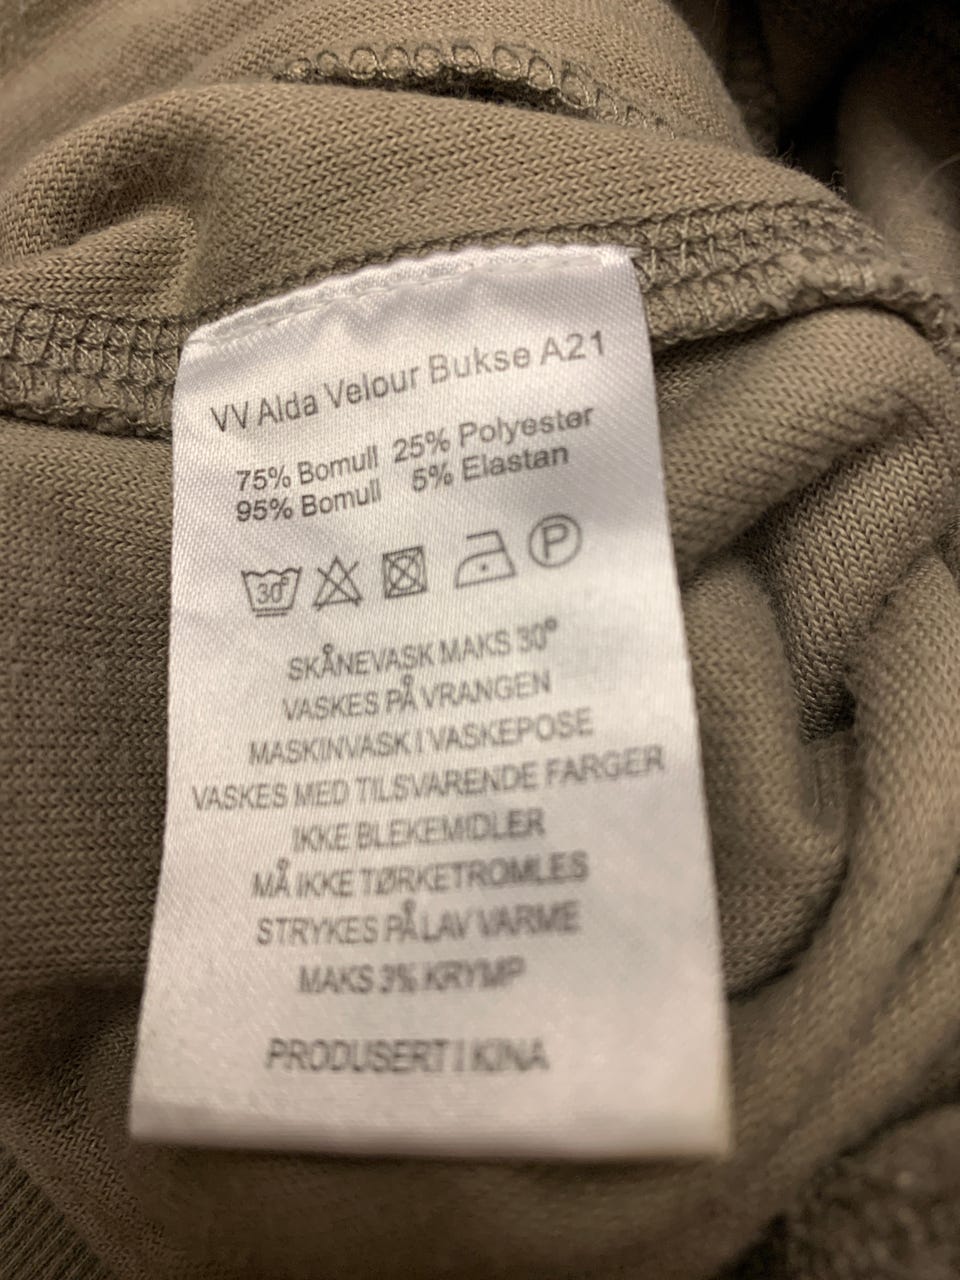 VV Alda Velour Bukse A21
75% Bomull 25% Polyester
95% Bomull 5% Elastan
30° P
SKÅNEVASK MAKS 30°
VASKES PÅ VRANGEN
MASKINVASK I VASKEPOSE
VASKES MED TILSVARENDE FARGER
IKKE BLEKEMIDLER
MÅ IKKE TØRKETROMLES
STRYKES PÅ LAV VARME
MAKS 3% KRYMP
PRODUSERT I KINA